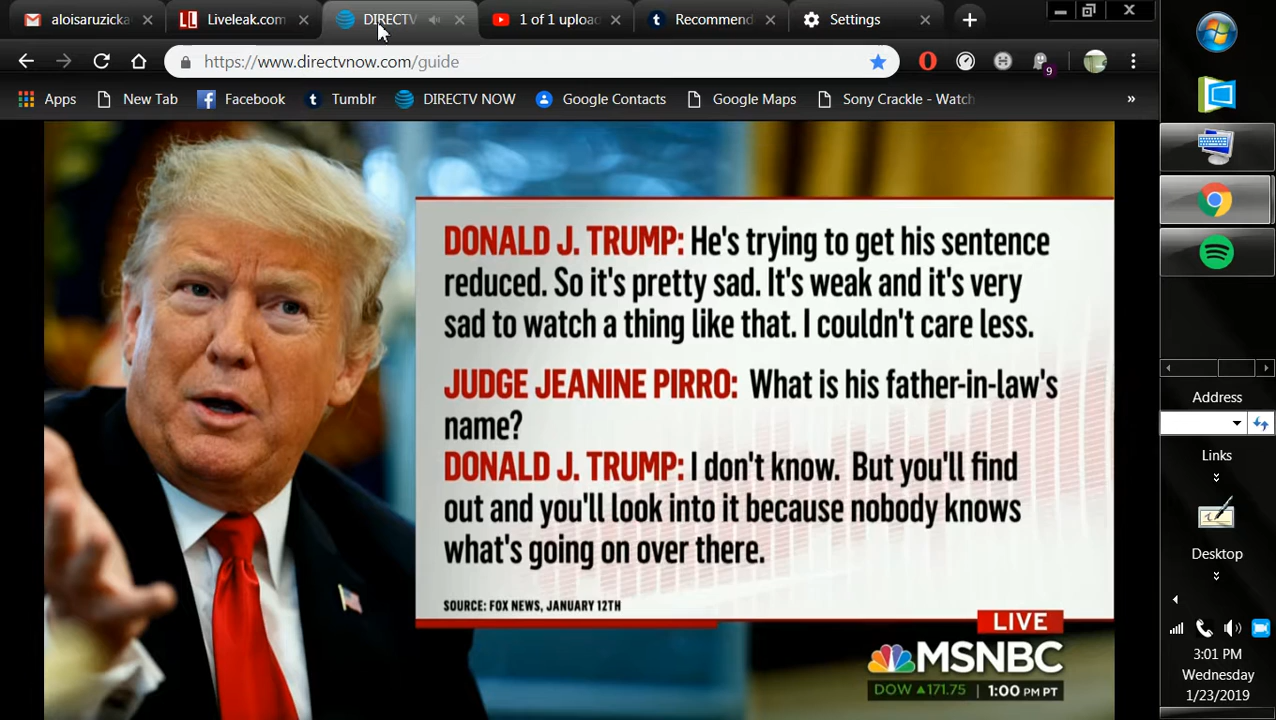 aloisaruzicka
Liveleak.com
DIRECTV
1 of 1 upload
Recommend
Settings
https://www.directvnow.com/guide
9
Apps
New Tab
Facebook
Tumblr
DIRECTV NOW
Google Contacts
Google Maps
Sony Crackle - Watch
»
DONALD J. TRUMP: He's trying to get his sentence
reduced. So it's pretty sad. It's weak and it's very
sad to watch a thing like that. I couldn't care less.
JUDGE JEANINE PIRRO: What is his father-in-law's
name?
DONALD J. TRUMP: I don't know. But you'll find
out and you'll look into it because nobody knows
what's going on over there.
SOURCE: FOX NEWS, JANUARY 12TH
LIVE
MSNBC
DOW ▲171.75 1:00 PM PT
Address
Links
Desktop
3:01 PM
Wednesday
1/23/2019